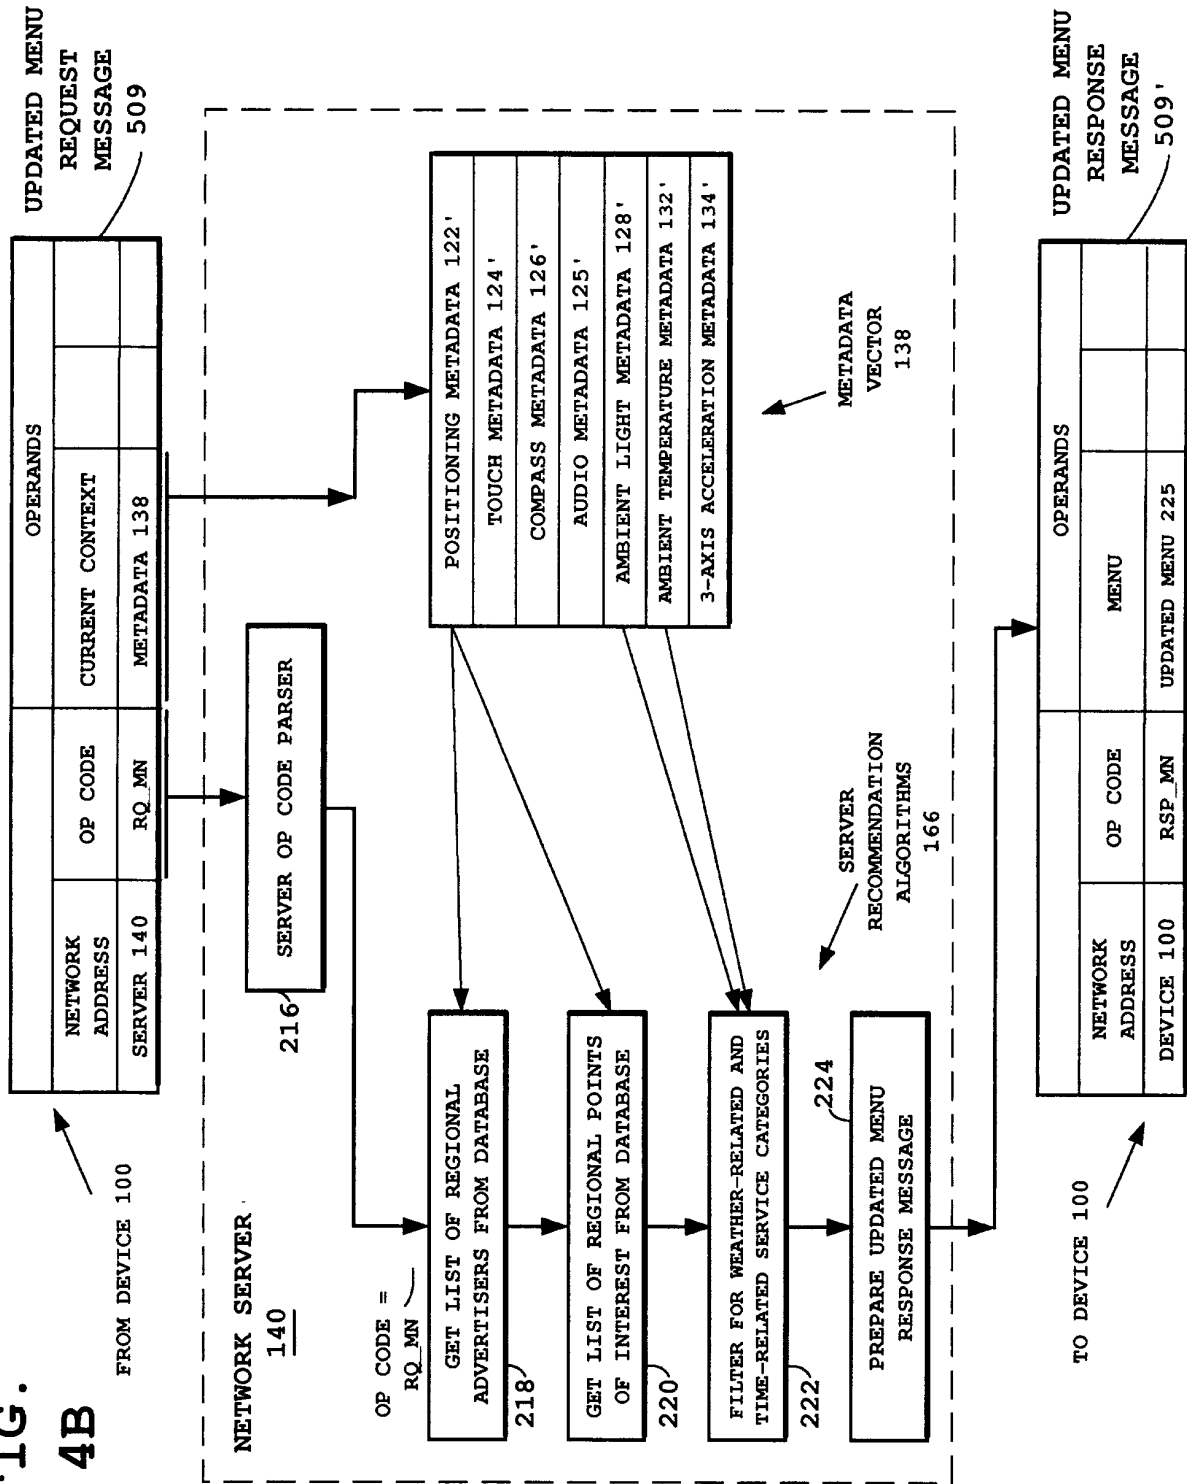 FIG.
4B
FROM DEVICE 100
UPDATED MENU
REQUEST
MESSAGE
509
OPERANDS
NETWORK
ADDRESS
OP CODE
CURRENT CONTEXT
SERVER 140
RQ_MN
METADATA 138
NETWORK SERVER
140
SERVER OP CODE PARSER
216
OP CODE =
RQ_MN
GET LIST OF REGIONAL
ADVERTISERS FROM DATABASE
218
GET LIST OF REGIONAL POINTS
OF INTEREST FROM DATABASE
220
FILTER FOR WEATHER-RELATED AND
TIME-RELATED SERVICE CATEGORIES
222
224
PREPARE UPDATED MENU
RESPONSE MESSAGE
SERVER
RECOMMENDATION
ALGORITHMS
166
POSITIONING METADATA 122'
TOUCH METADATA 124'
COMPASS METADATA 126'
AUDIO METADATA 125'
AMBIENT LIGHT METADATA 128'
AMBIENT TEMPERATURE METADATA 132'
3-AXIS ACCELERATION METADATA 134'
METADATA
VECTOR
138
TO DEVICE 100
UPDATED MENU
RESPONSE
MESSAGE
509'
OPERANDS
NETWORK
ADDRESS
OP CODE
MENU
DEVICE 100
RSP_MN
UPDATED MENU 225